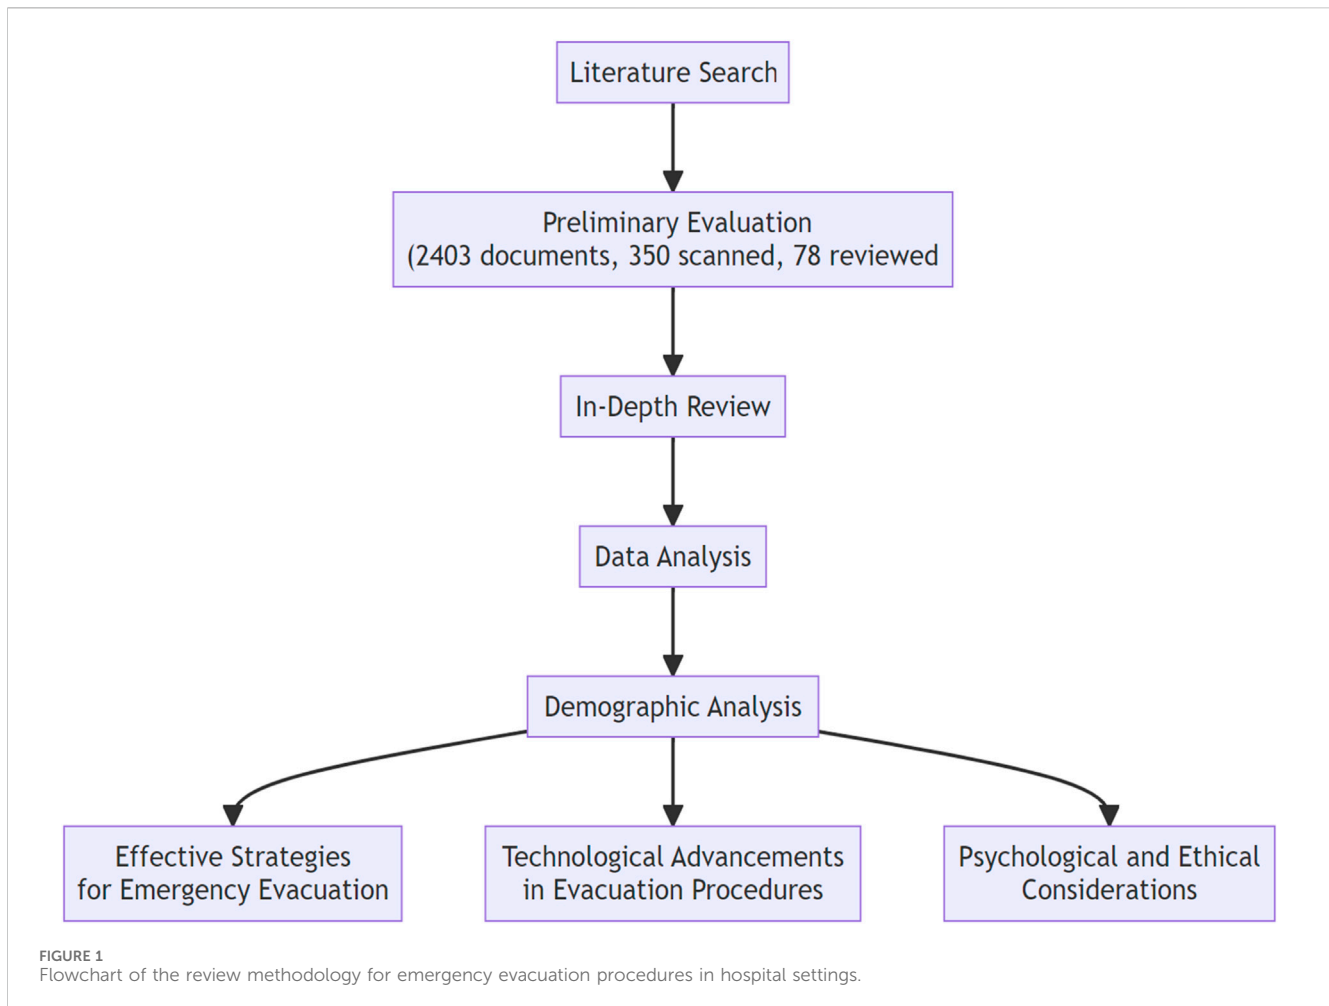 Literature Search
Preliminary Evaluation
(2403 documents, 350 scanned, 78 reviewed
In-Depth Review
Data Analysis
Demographic Analysis
Effective Strategies
for Emergency Evacuation
Technological Advancements
in Evacuation Procedures
Psychological and Ethical
Considerations
FIGURE 1
Flowchart of the review methodology for emergency evacuation procedures in hospital settings.